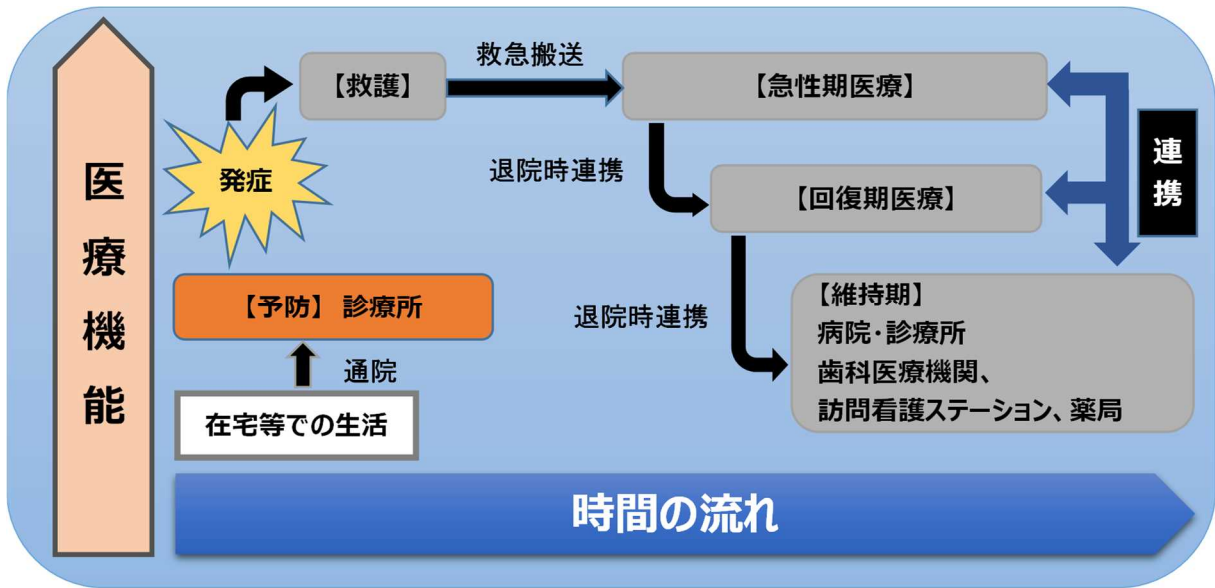 医療機能
【救護】
救急搬送
【急性期医療】
発症
退院時連携
【回復期医療】
連携
【予防】 診療所
通院
在宅等での生活
退院時連携
【維持期】
病院・診療所
歯科医療機関、
訪問看護ステーション、薬局
時間の流れ